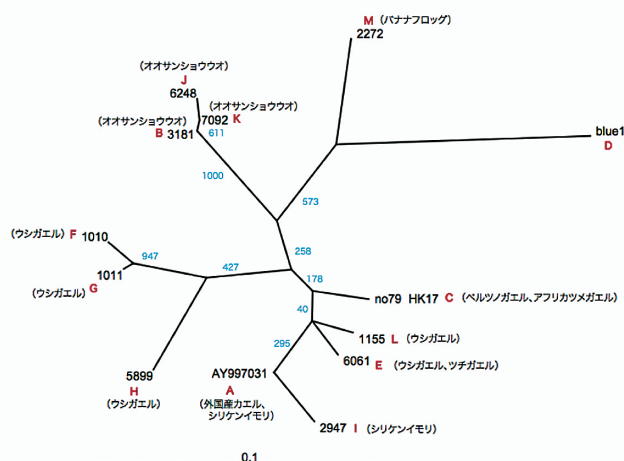 M (バナナフロッグ)
2272
(オオサンショウウオ)
J
6248
(オオサンショウウオ)
7092 K
(オオサンショウウオ)
B 3181
611
blue1
D
1000
573
(ウシガエル) F 1010
947
258
427
1011
G
(ウシガエル)
178
no79 HK17 C (ベルツノガエル、アフリカツメガエル)
40
1155 L (ウシガエル)
295
6061 E (ウシガエル、ツチガエル)
5899
H
(ウシガエル)
AY997031
A
(外国産カエル、
シリケンイモリ)
2947 I (シリケンイモリ)
0.1